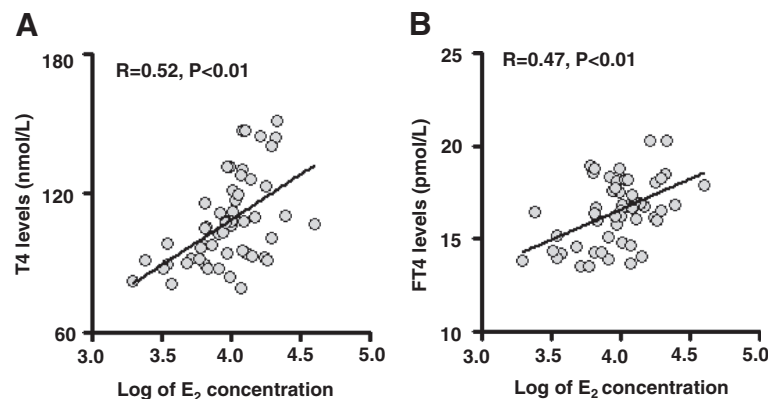 A
180
120
60
T4 levels (nmol/L)
R=0.52, P<0.01
3.0 3.5 4.0 4.5 5.0
Log of E₂ concentration
B
25
20
15
10
FT4 levels (pmol/L)
R=0.47, P<0.01
3.0 3.5 4.0 4.5 5.0
Log of E₂ concentration